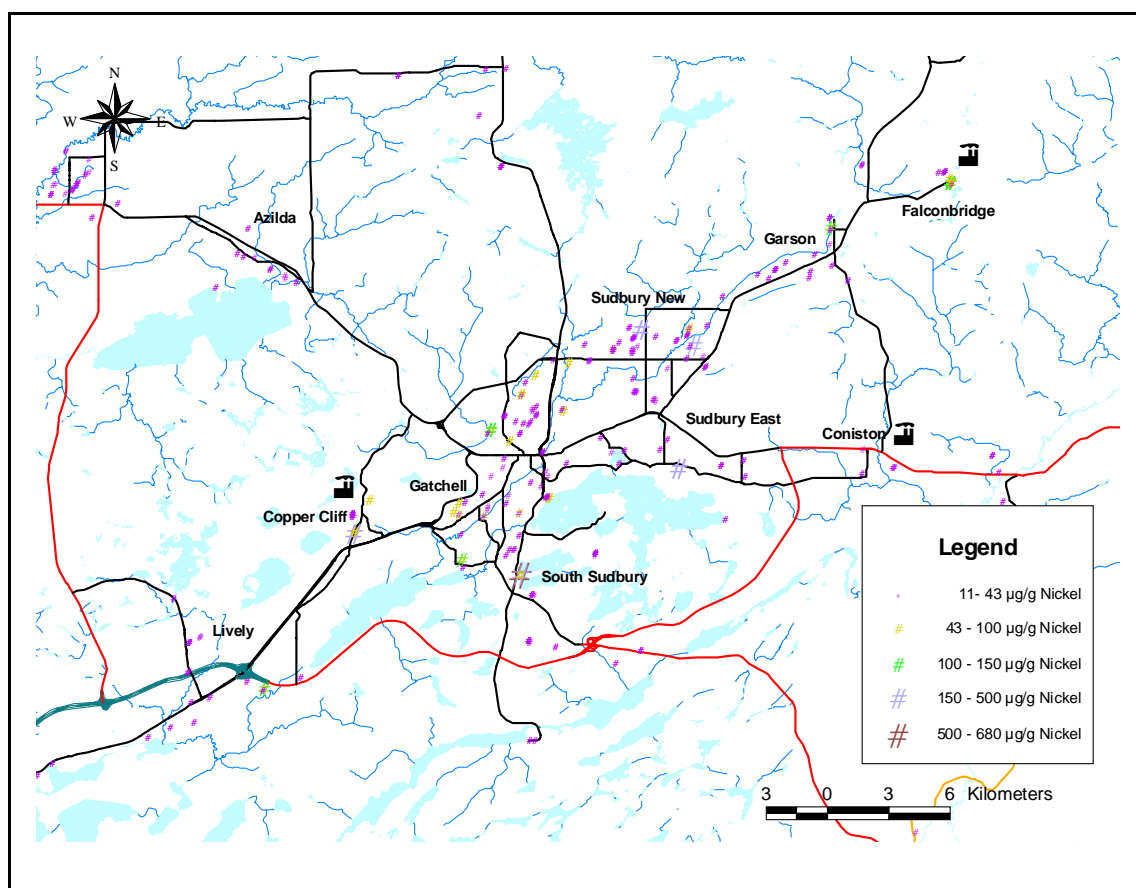 N
W E
S
Azilda
Falconbridge
Garson
Sudbury New
Sudbury East
Coniston
Gatchell
Copper Cliff
South Sudbury
Lively
Legend
11- 43 µg/g Nickel
43 - 100 µg/g Nickel
100 - 150 µg/g Nickel
150 - 500 µg/g Nickel
500 - 680 µg/g Nickel
3 0 3 6 Kilometers